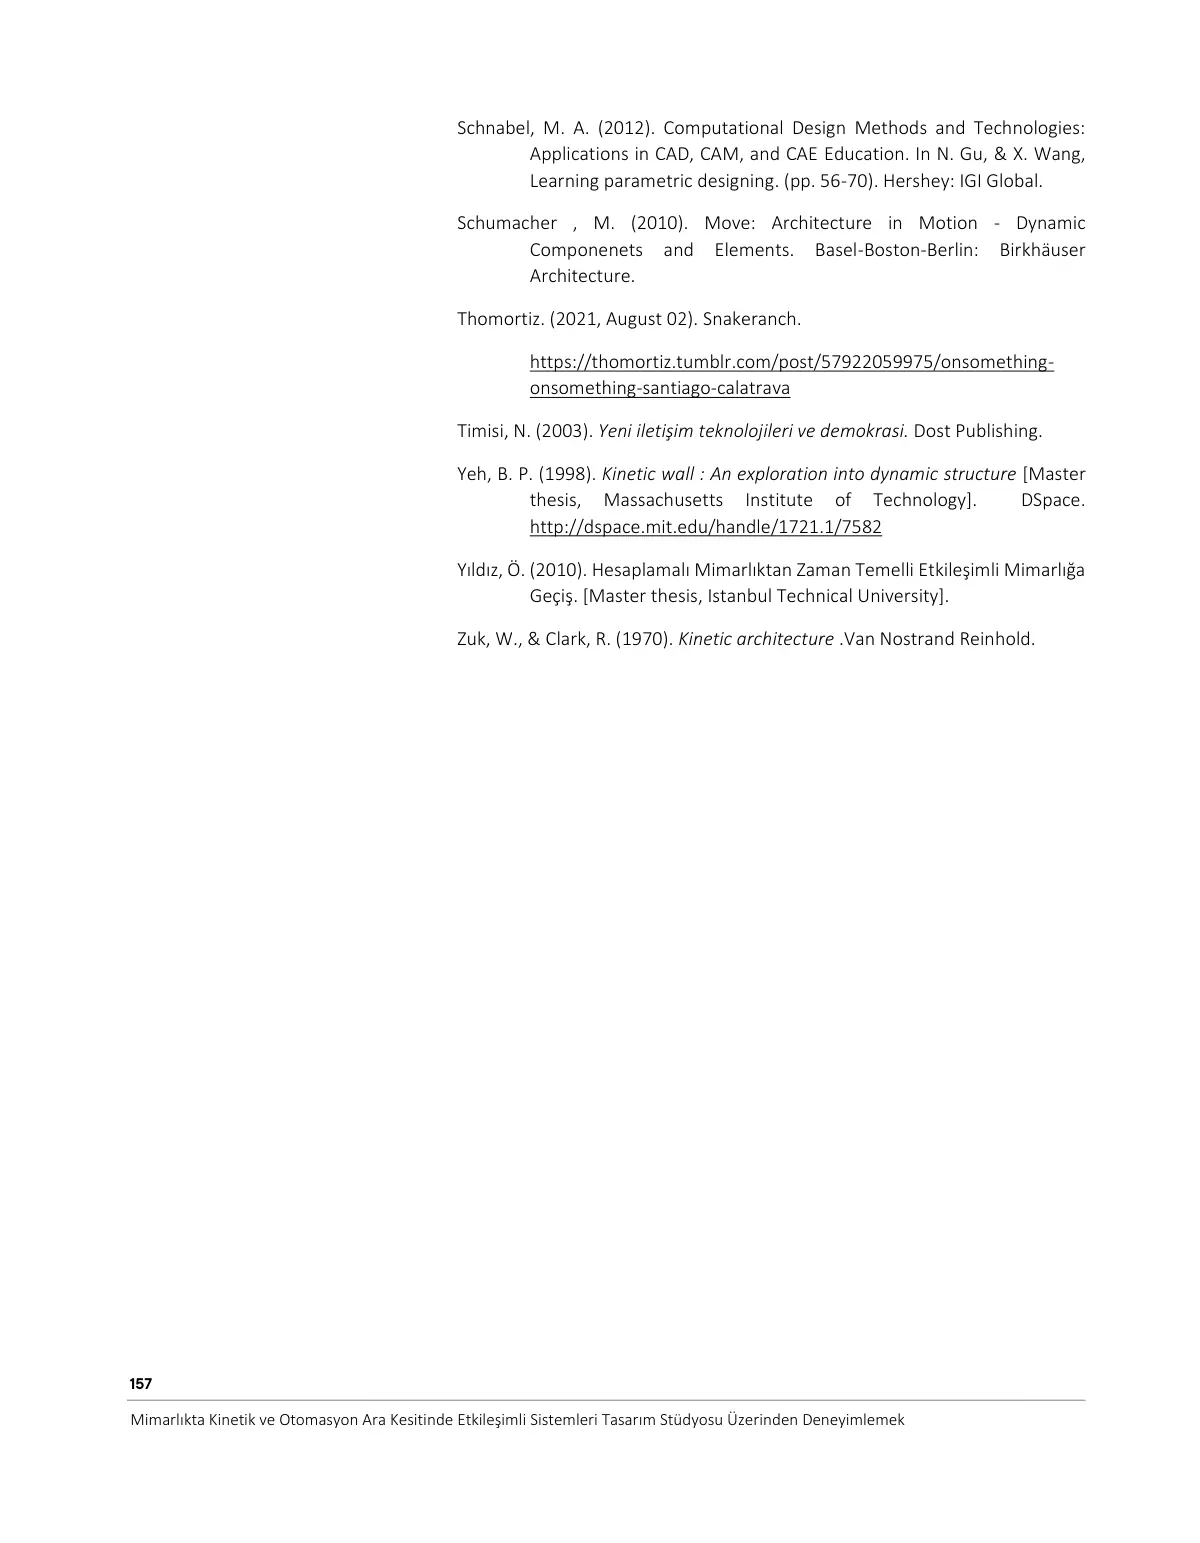 Schnabel, M. A. (2012). Computational Design Methods and Technologies:
Applications in CAD, CAM, and CAE Education. In N. Gu, & X. Wang,
Learning parametric designing. (pp. 56-70). Hershey: IGI Global.
Schumacher , M. (2010). Move: Architecture in Motion - Dynamic
Componenets and Elements. Basel-Boston-Berlin: Birkhäuser
Architecture.
Thomortiz. (2021, August 02). Snakeranch.
https://thomortiz.tumblr.com/post/57922059975/onsomething-
onsomething-santiago-calatrava
Timisi, N. (2003). Yeni iletişim teknolojileri ve demokrasi. Dost Publishing.
Yeh, B. P. (1998). Kinetic wall : An exploration into dynamic structure [Master
thesis, Massachusetts Institute of Technology]. DSpace.
http://dspace.mit.edu/handle/1721.1/7582
Yıldız, Ö. (2010). Hesaplamalı Mimarlıktan Zaman Temelli Etkileşimli Mimarlığa
Geçiş. [Master thesis, Istanbul Technical University].
Zuk, W., & Clark, R. (1970). Kinetic architecture .Van Nostrand Reinhold.
157
Mimarlıkta Kinetik ve Otomasyon Ara Kesitinde Etkileşimli Sistemleri Tasarım Stüdyosu Üzerinden Deneyimlemek